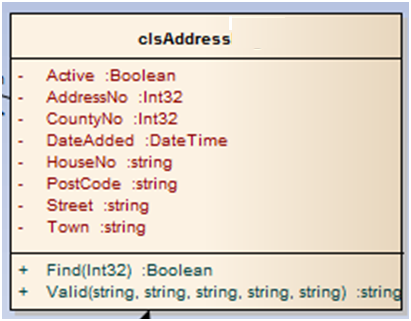 clsAddress
- Active :Boolean
- AddressNo :Int32
- CountyNo :Int32
- DateAdded :DateTime
- HouseNo :string
- PostCode :string
- Street :string
- Town :string
+ Find(Int32) :Boolean
+ Valid(string, string, string, string, string) :string